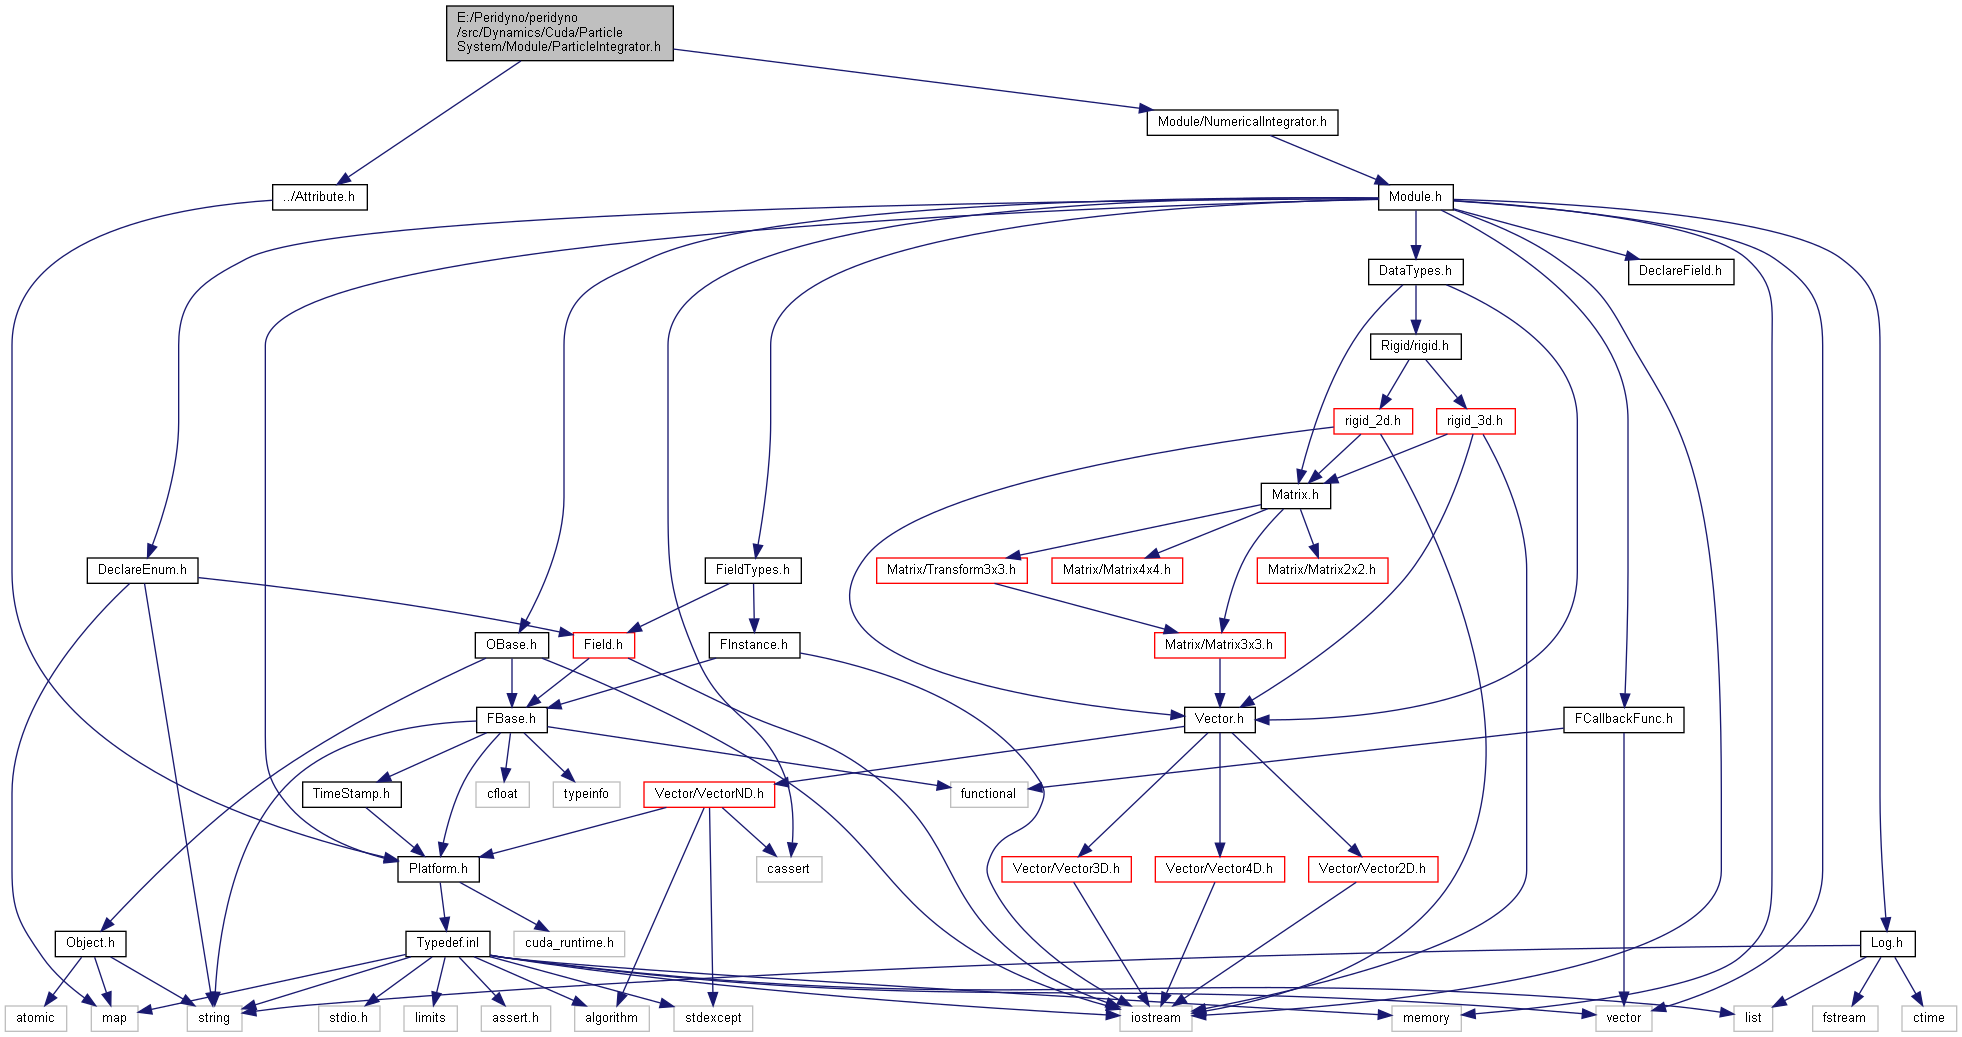 E:/Peridyno/peridyno
/src/Dynamics/Cuda/Particle
System/Module/ParticleIntegrator.h
Module/NumericalIntegrator.h
../Attribute.h
Module.h
DataTypes.h
DeclareField.h
Rigid/rigid.h
rigid_2d.h
rigid_3d.h
Matrix.h
DeclareEnum.h
FieldTypes.h
Matrix/Transform3x3.h
Matrix/Matrix4x4.h
Matrix/Matrix2x2.h
OBase.h
Field.h
FInstance.h
Matrix/Matrix3x3.h
FBase.h
Vector.h
FCallbackFunc.h
TimeStamp.h
cfloat
typeinfo
Vector/VectorND.h
functional
Platform.h
cassert
Vector/Vector3D.h
Vector/Vector4D.h
Vector/Vector2D.h
Object.h
Typedef.inl
cuda_runtime.h
Log.h
atomic
map
string
stdio.h
limits
assert.h
algorithm
stdexcept
iostream
memory
vector
list
fstream
ctime